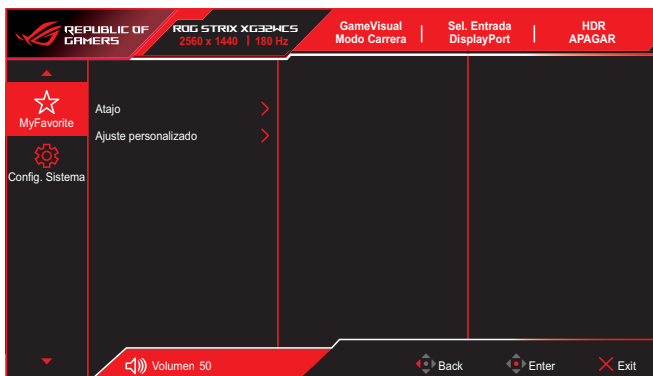 REPUBLIC OF
GAMERS
ROG STRIX XG32WCS
2560 x 1440 | 180 Hz
GameVisual
Modo Carrera
Sel. Entrada
DisplayPort
HDR
APAGAR
MyFavorite
Config. Sistema
Atajo
Ajuste personalizado
Volumen 50
Back
Enter
Exit